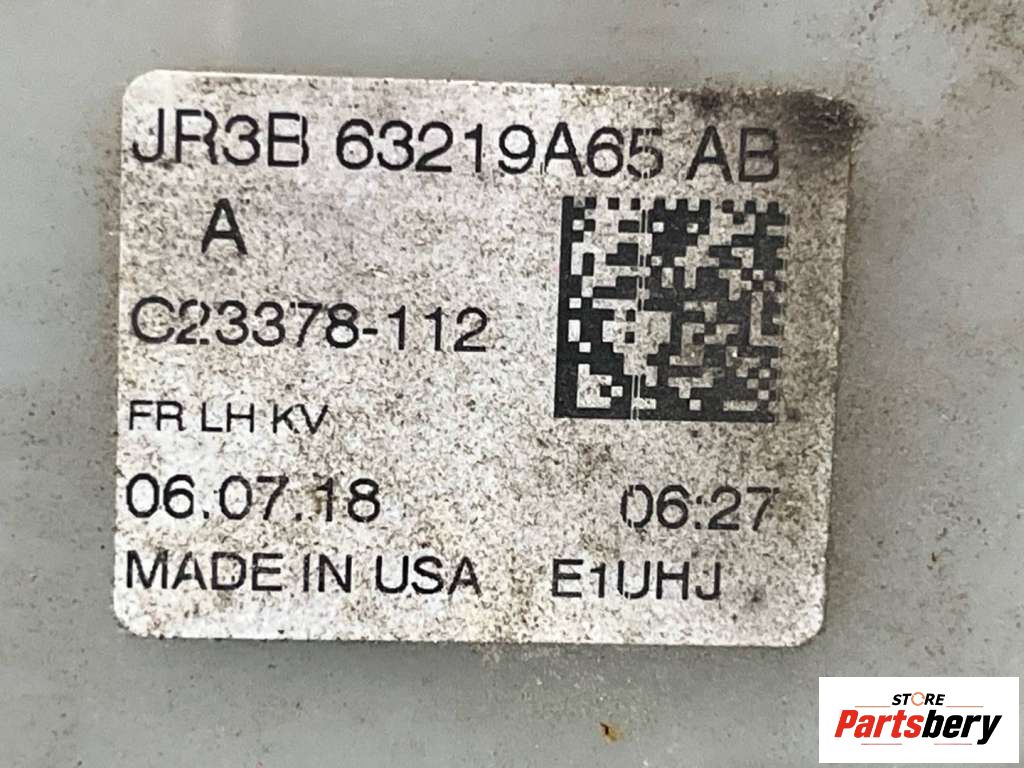 JR3B 63219A65 AB
A
C23378-112
FR LH KV
06.07.18 06:27
MADE IN USA E1UHJ
STORE
Partsbery